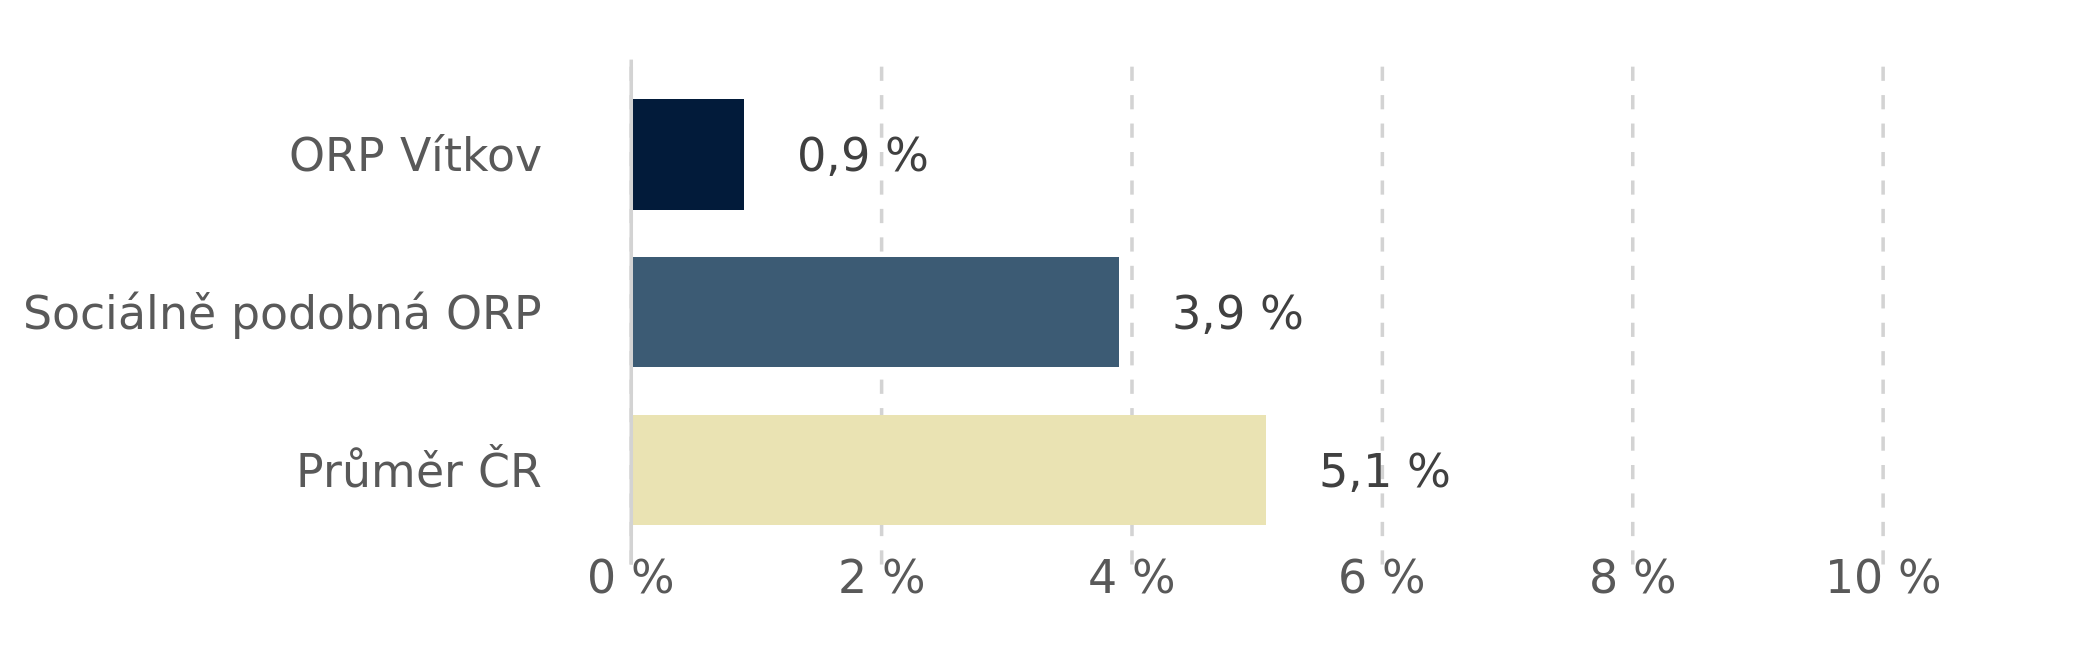 ORP Vítkov
0,9 %
Sociálně podobná ORP
3,9 %
Průměr ČR
5,1 %
0 % 2 % 4 % 6 % 8 % 10 %